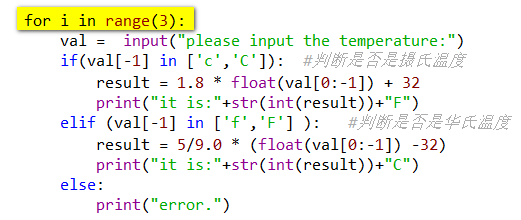 for i in range(3):
    val =  input("please input the temperature:")
    if(val[-1] in ['c','C']):  #判断是否是摄氏温度
        result = 1.8 * float(val[0:-1]) + 32
        print("it is:"+str(int(result))+"F")
    elif (val[-1] in ['f','F'] ):   #判断是否是华氏温度
        result = 5/9.0 * (float(val[0:-1]) -32)
        print("it is:"+str(int(result))+"C")
    else:
        print("error.")